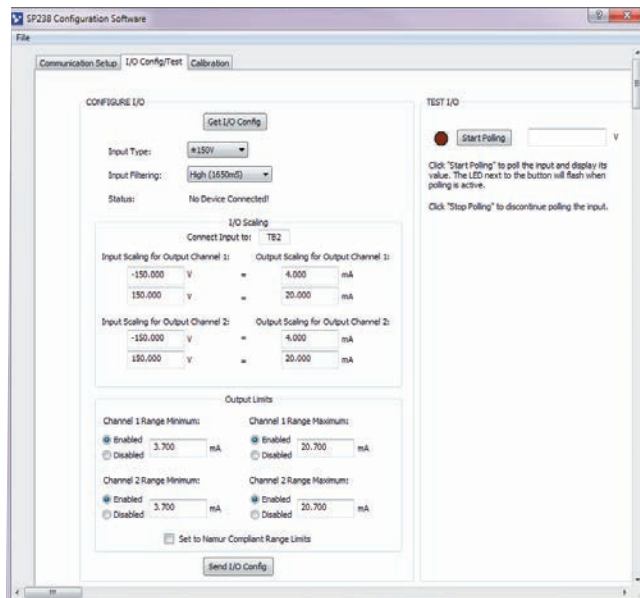 SP238 Configuration Software
File
Communication Setup I/O Config/Test Calibration
CONFIGURE I/O
Get I/O Config
Input Type: ±150V
Input Filtering: High (1650mS)
Status: No Device Connected!
I/O Scaling
Connect Input to: TB2
Input Scaling for Output Channel 1: Output Scaling for Output Channel 1:
-150.000 V = 4.000 mA
150.000 V = 20.000 mA
Input Scaling for Output Channel 2: Output Scaling for Output Channel 2:
-150.000 V = 4.000 mA
150.000 V = 20.000 mA
Output Limits
Channel 1 Range Minimum: Channel 1 Range Maximum:
Enabled 3.700 mA Enabled 20.700 mA
Disabled Disabled
Channel 2 Range Minimum: Channel 2 Range Maximum:
Enabled 3.700 mA Enabled 20.700 mA
Disabled Disabled
Set to Namur Compliant Range Limits
Send I/O Config
TEST I/O
Start Polling V
Click "Start Polling" to poll the input and display its
value. The LED next to the button will flash when
polling is active.
Click "Stop Polling" to discontinue polling the input.